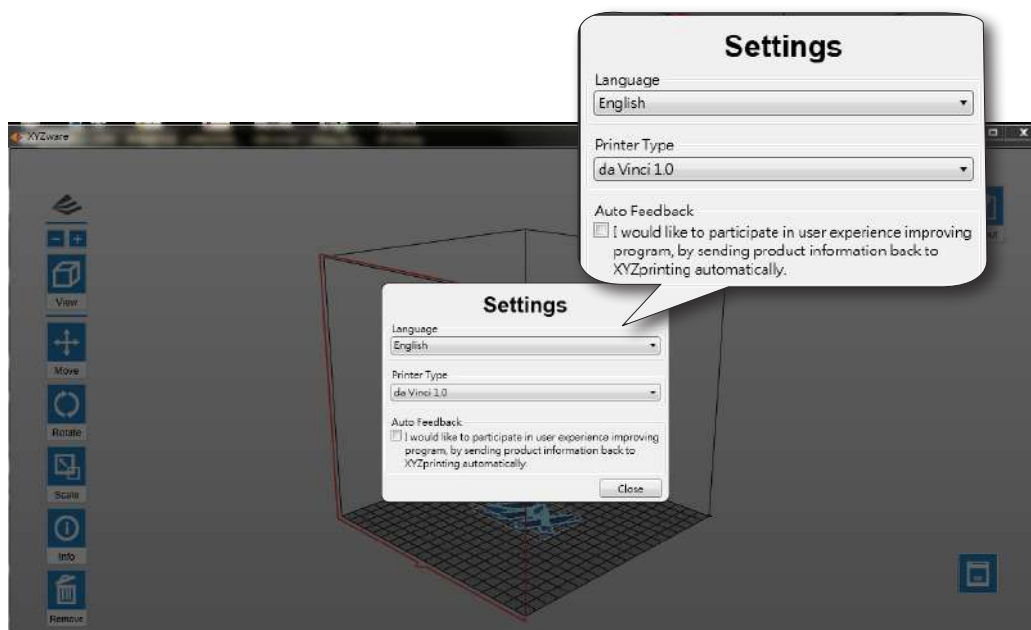 Settings
Language
English
Printer Type
da Vinci 1.0
Auto Feedback
I would like to participate in user experience improving
program, by sending product information back to
XYZprinting automatically.
XYZware
View
Move
Rotate
Scale
Info
Remove
Settings
Language
English
Printer Type
da Vinci 1.0
Auto Feedback
I would like to participate in user experience improving
program, by sending product information back to
XYZprinting automatically.
Close